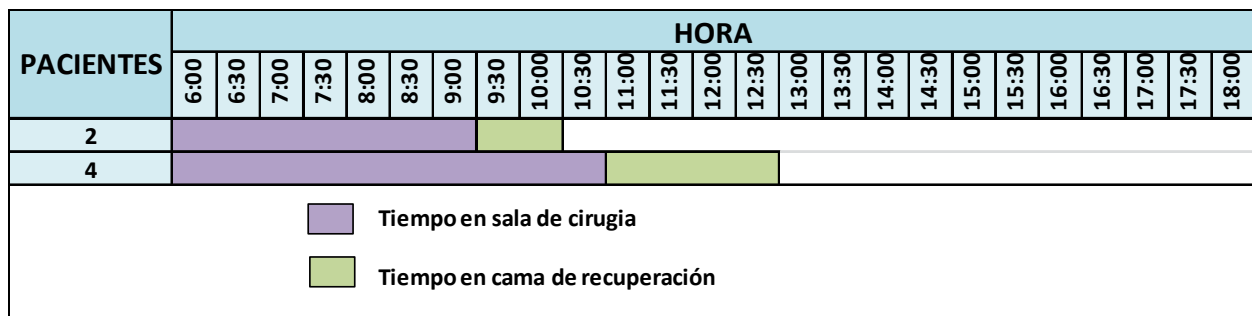 HORA
PACIENTES
6:00 6:30 7:00 7:30 8:00 8:30 9:00 9:30 10:00 10:30 11:00 11:30 12:00 12:30 13:00 13:30 14:00 14:30 15:00 15:30 16:00 16:30 17:00 17:30 18:00
2
4
Tiempo en sala de cirugia
Tiempo en cama de recuperación